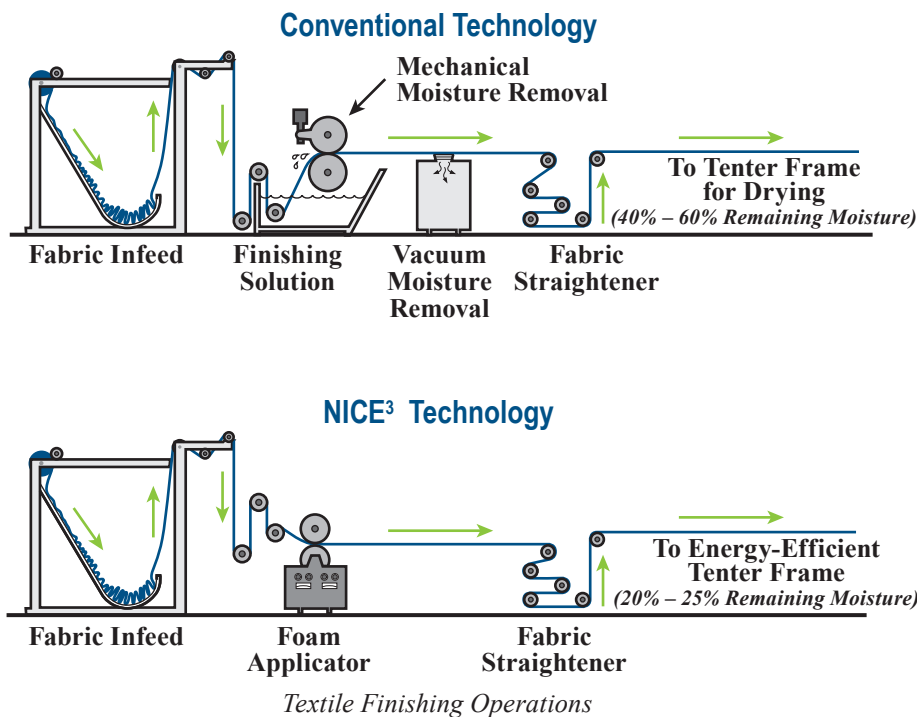 Conventional Technology
Mechanical
Moisture Removal
To Tenter Frame
for Drying
(40% – 60% Remaining Moisture)
Fabric Infeed
Finishing
Solution
Vacuum
Moisture
Removal
Fabric
Straightener
NICE³ Technology
To Energy-Efficient
Tenter Frame
(20% – 25% Remaining Moisture)
Fabric Infeed
Foam
Applicator
Fabric
Straightener
Textile Finishing Operations